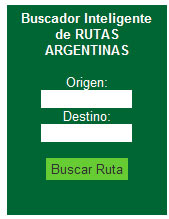 Buscador Inteligente
de RUTAS
ARGENTINAS
Origen:
Destino:
Buscar Ruta